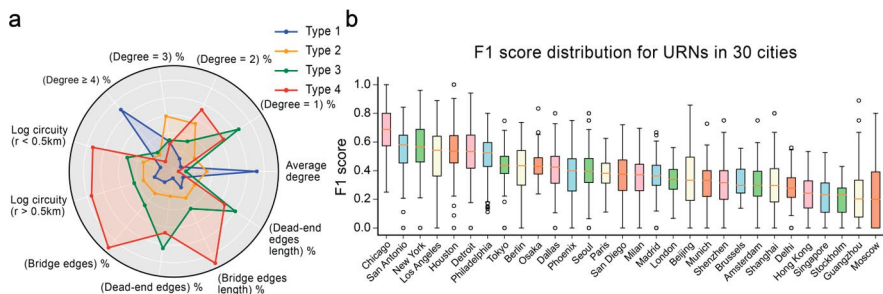 a
Type 1
Type 2
Type 3
Type 4
(Degree = 3) %
(Degree = 2) %
(Degree ≥ 4) %
(Degree = 1) %
Log circuity
(r < 0.5km)
Average
degree
Log circuity
(r > 0.5km)
(Dead-end
edges
length) %
(Bridge edges) %
(Dead-end edges) %
(Bridge edges
length) %
b
F1 score distribution for URNs in 30 cities
F1 score
1.0
0.8
0.6
0.4
0.2
0.0
Chicago
San Antonio
New York
Los Angeles
Houston
Detroit
Philadelphia
Tokyo
Berlin
Osaka
Dallas
Phoenix
Seoul
Paris
San Diego
Milan
Madrid
London
Beijing
Munich
Shenzhen
Brussels
Amsterdam
Shanghai
Delhi
Hong Kong
Singapore
Stockholm
Guangzhou
Moscow